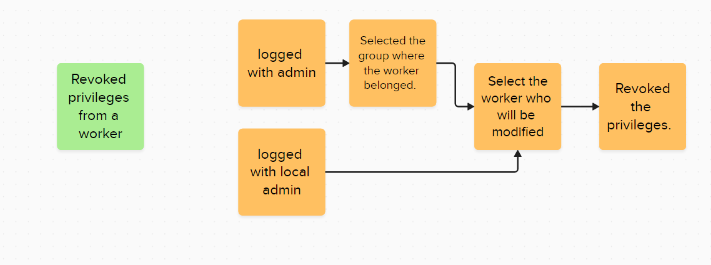 Revoked
privileges
from a
worker
logged
with admin
Selected the
group where
the worker
belonged.
Select the
worker who
will be
modified
Revoked
the
privileges.
logged
with local
admin